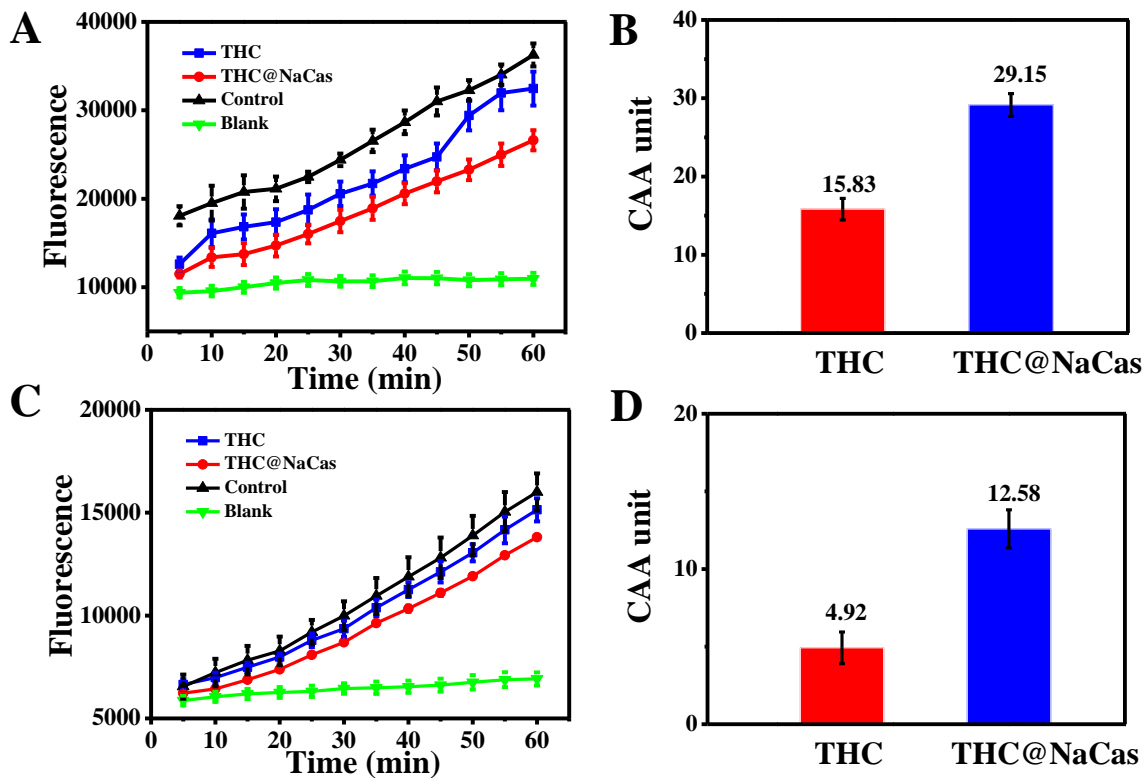 A
40000
30000
20000
10000
Fluorescence
THC
THC@NaCas
Control
Blank
0 10 20 30 40 50 60
Time (min)
B
40
30
20
10
0
CAA unit
15.83
29.15
THC THC@NaCas
C
20000
15000
10000
5000
Fluorescence
THC
THC@NaCas
Control
Blank
0 10 20 30 40 50 60
Time (min)
D
20
10
0
CAA unit
4.92
12.58
THC THC@NaCas